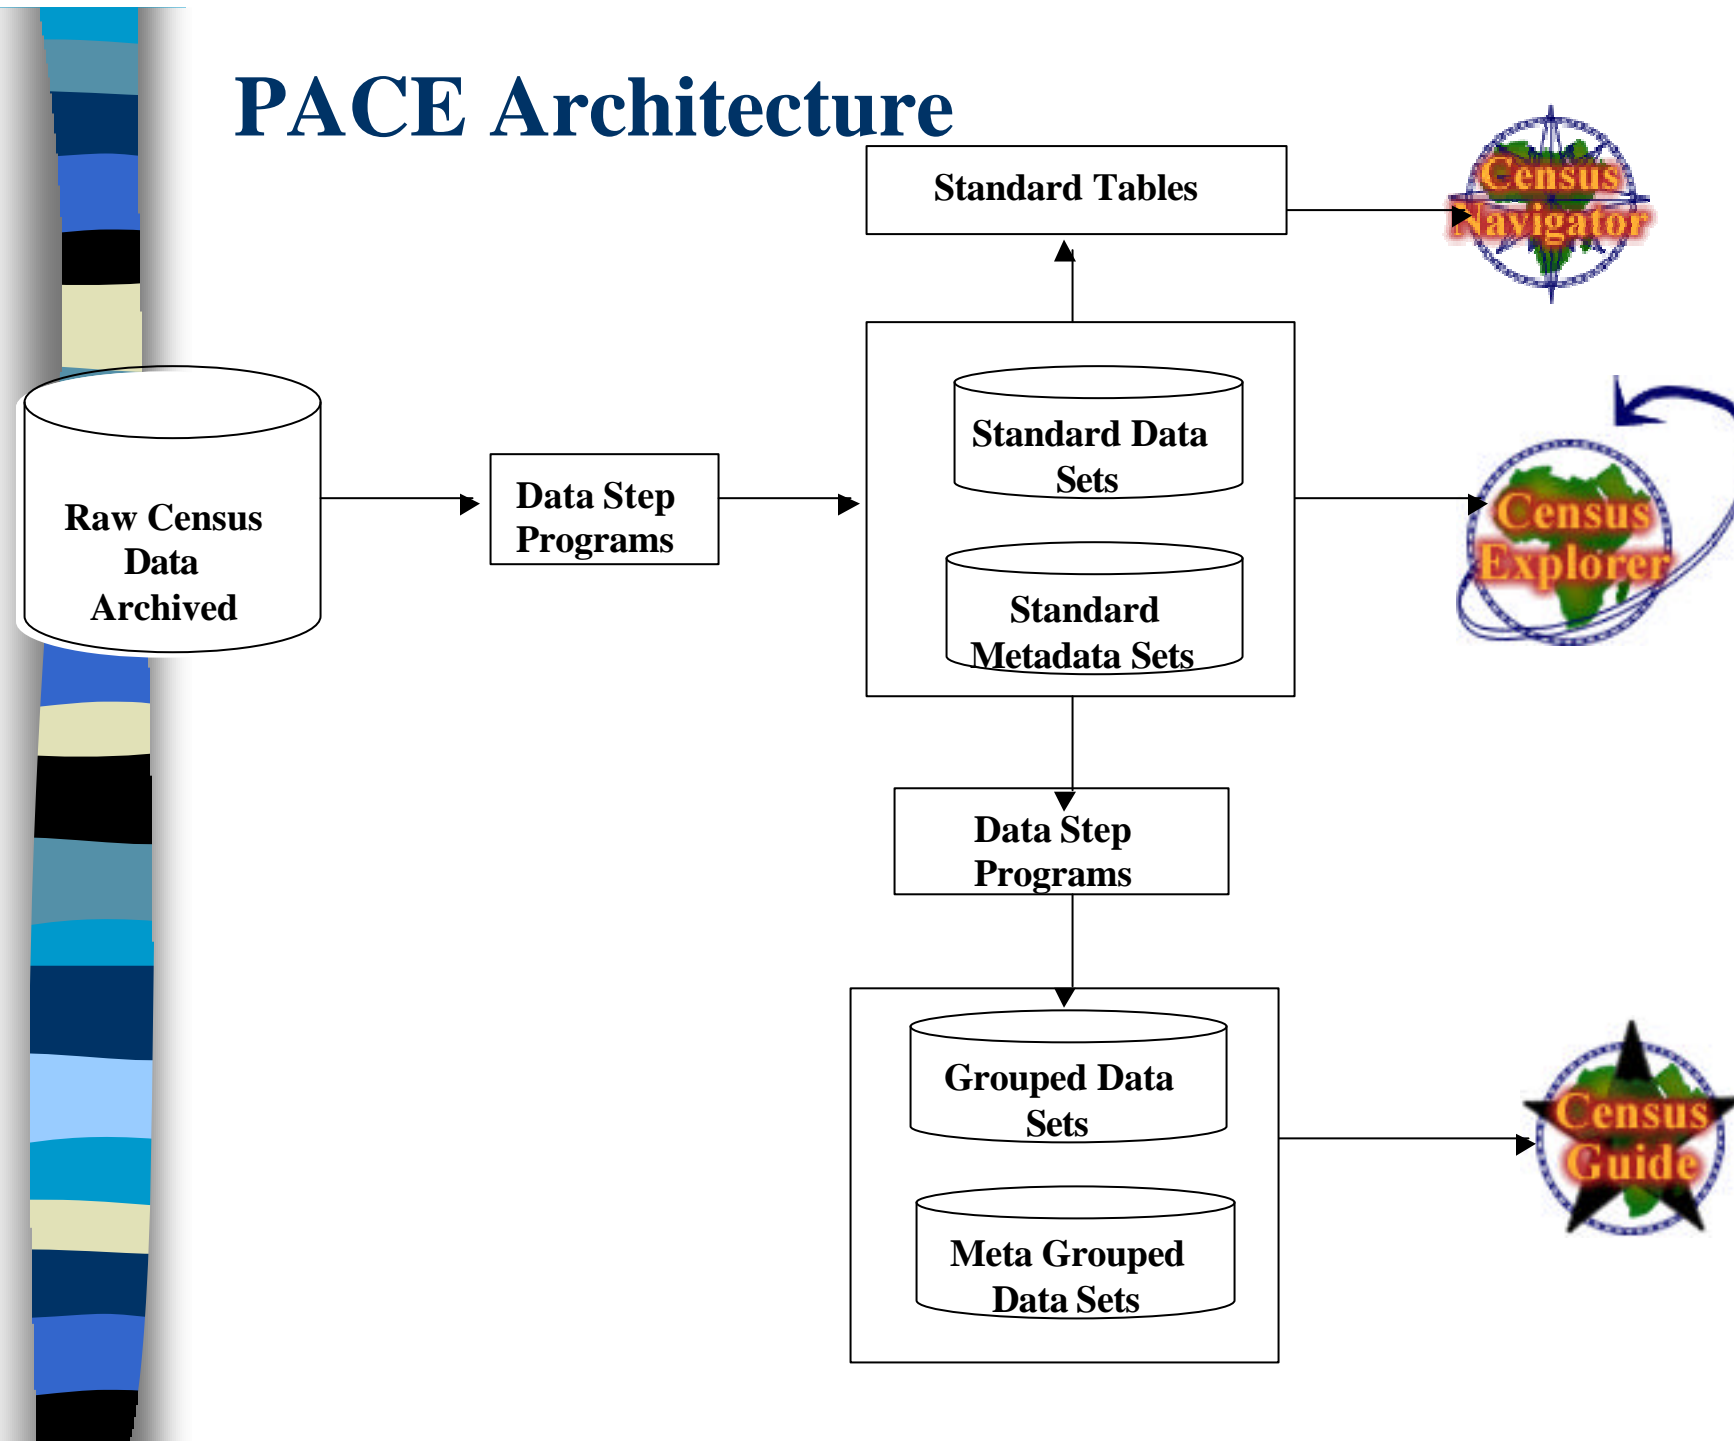 PACE Architecture
Standard Tables
Census
Navigator
Raw Census
Data
Archived
Data Step
Programs
Standard Data
Sets
Standard
Metadata Sets
Census
Explorer
Data Step
Programs
Grouped Data
Sets
Meta Grouped
Data Sets
Census
Guide